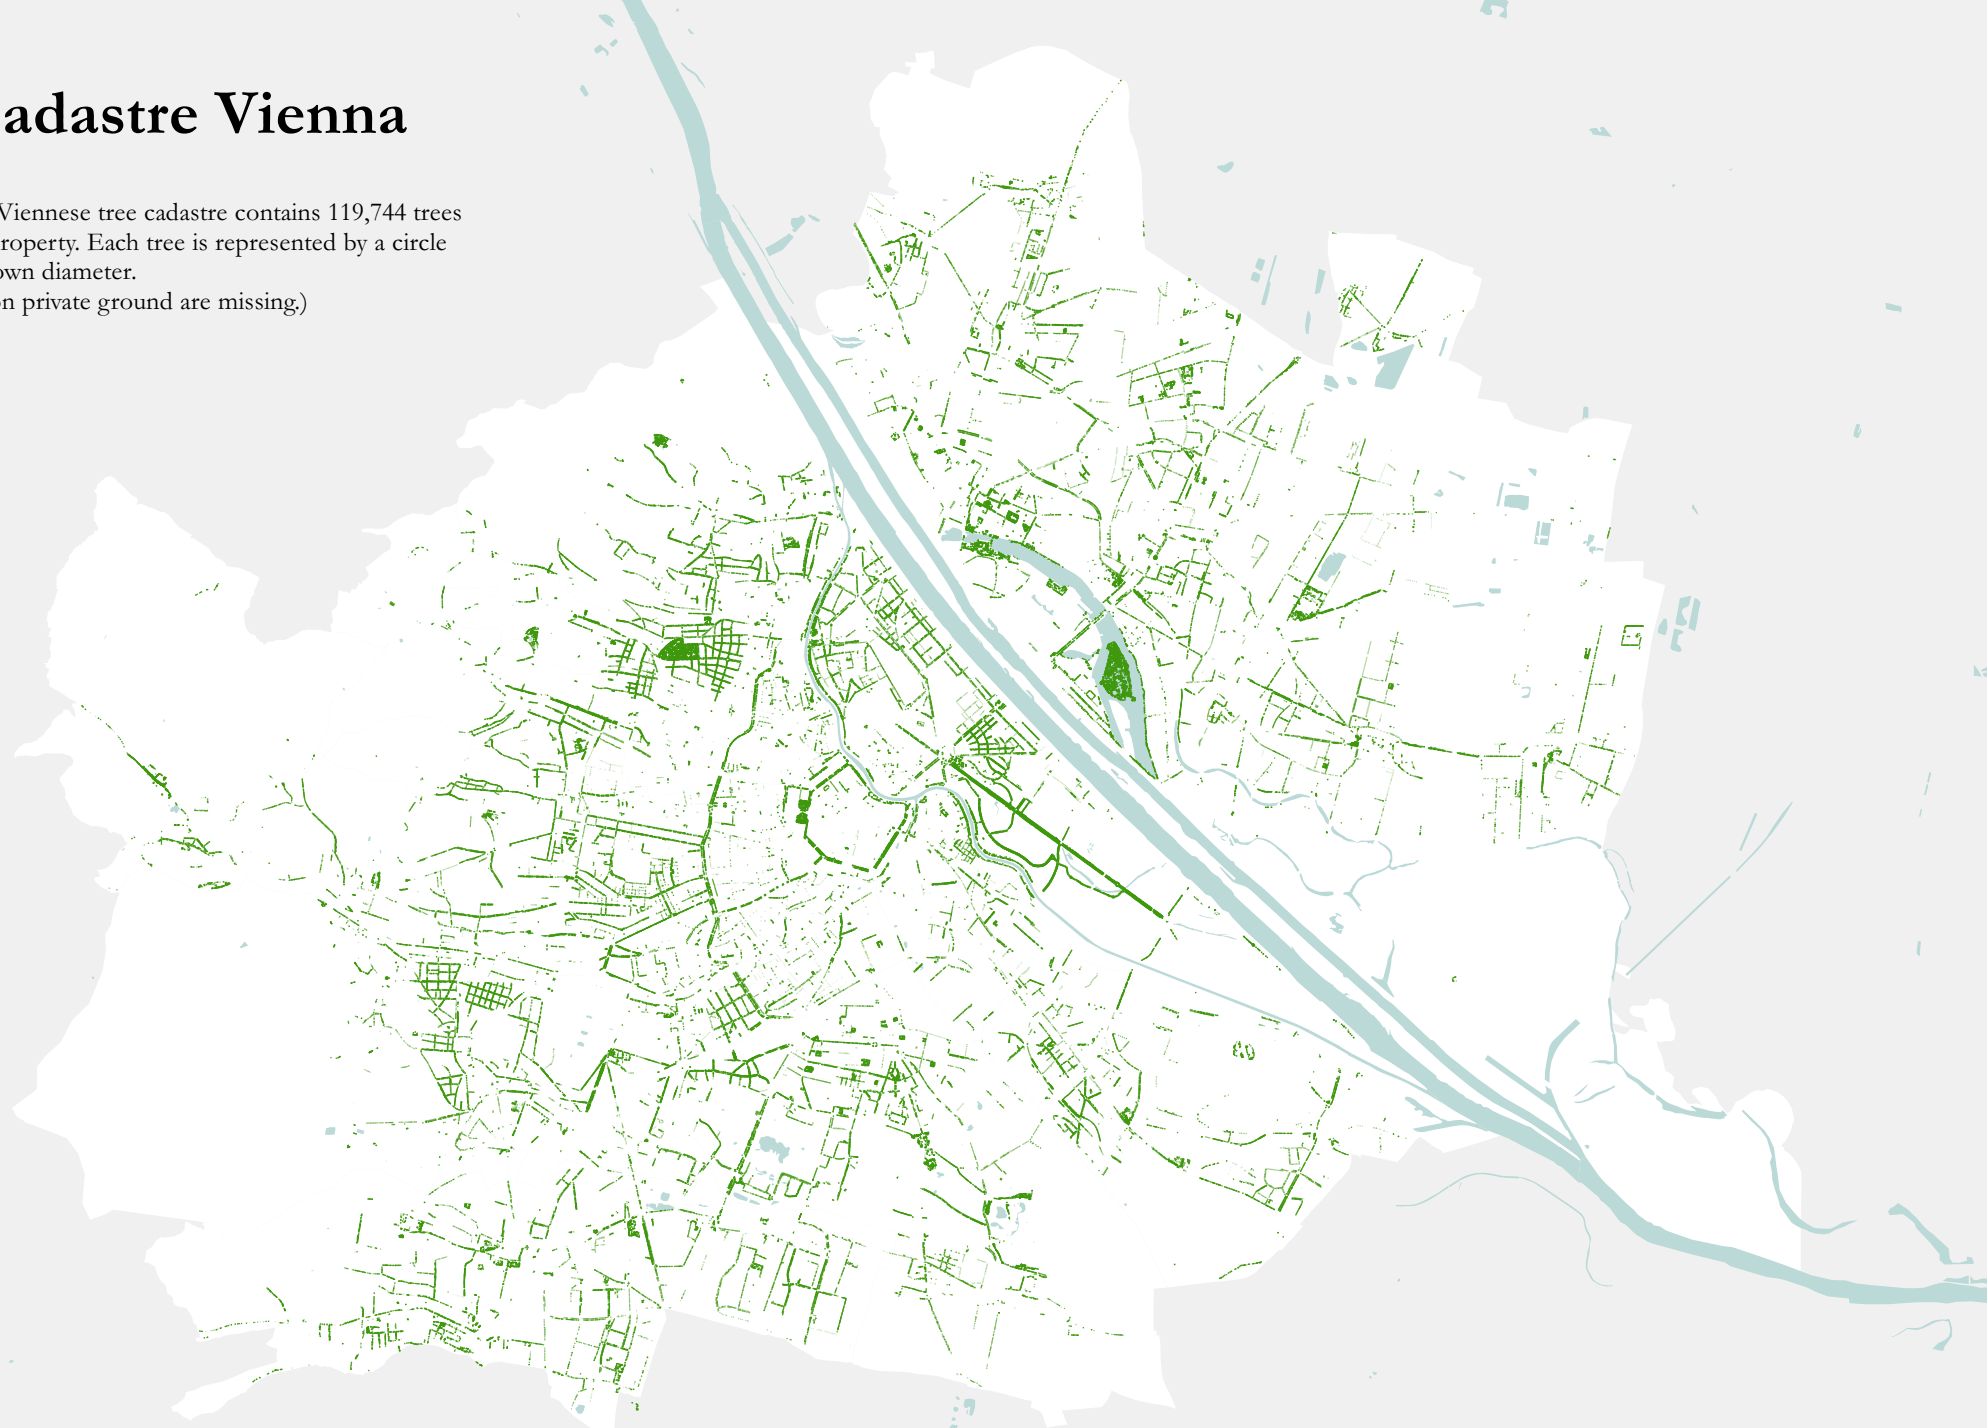 adastre Vienna
Viennese tree cadastre contains 119,744 trees
roperty. Each tree is represented by a circle
own diameter.
on private ground are missing.)